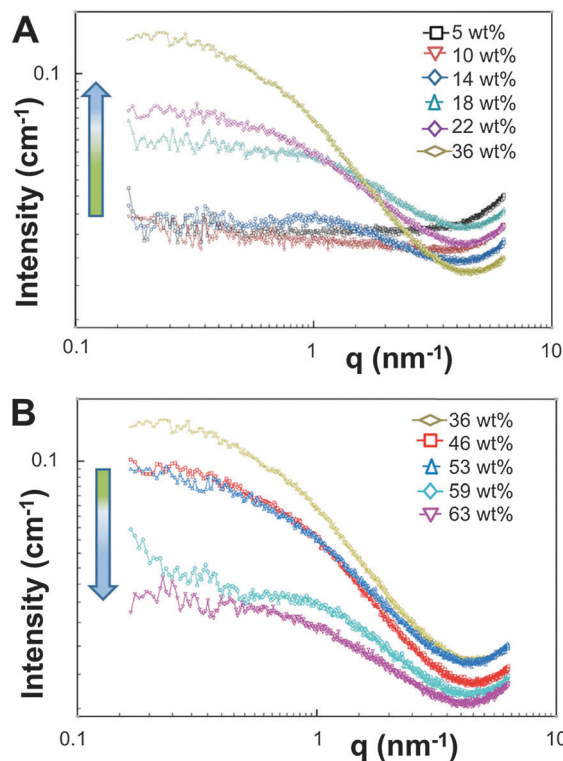 A
5 wt%
10 wt%
14 wt%
18 wt%
22 wt%
36 wt%
0.1
Intensity (cm-1)
0.1
1
10
q (nm-1)
B
36 wt%
46 wt%
53 wt%
59 wt%
63 wt%
0.1
Intensity (cm-1)
0.1
1
10
q (nm-1)